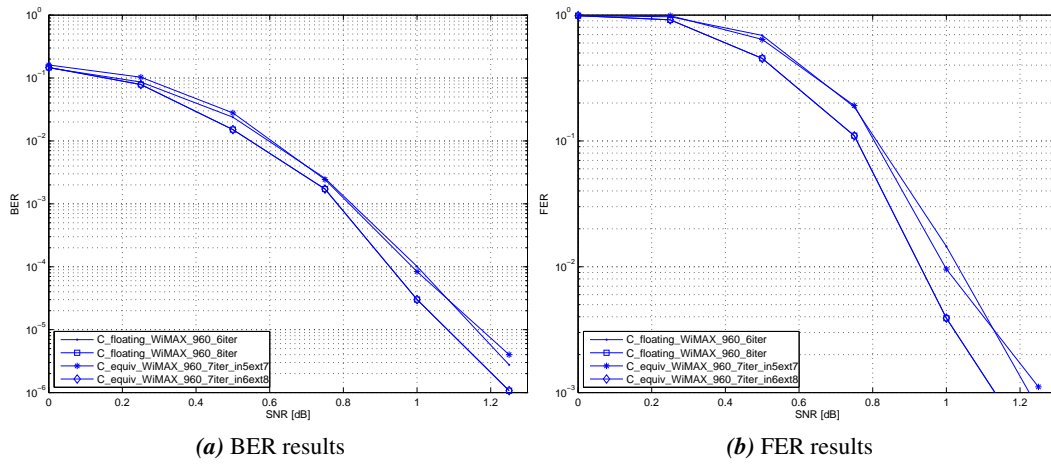 10^0
10^-1
10^-2
10^-3
10^-4
10^-5
10^-6
BER
0 0.2 0.4 0.6 0.8 1 1.2
SNR [dB]
C_floating_WiMAX_960_6iter
C_floating_WiMAX_960_8iter
C_equiv_WiMAX_960_7iter_in5ext7
C_equiv_WiMAX_960_7iter_in6ext8
(a) BER results
10^0
10^-1
10^-2
10^-3
FER
0 0.2 0.4 0.6 0.8 1 1.2
SNR [dB]
C_floating_WiMAX_960_6iter
C_floating_WiMAX_960_8iter
C_equiv_WiMAX_960_7iter_in5ext7
C_equiv_WiMAX_960_7iter_in6ext8
(b) FER results